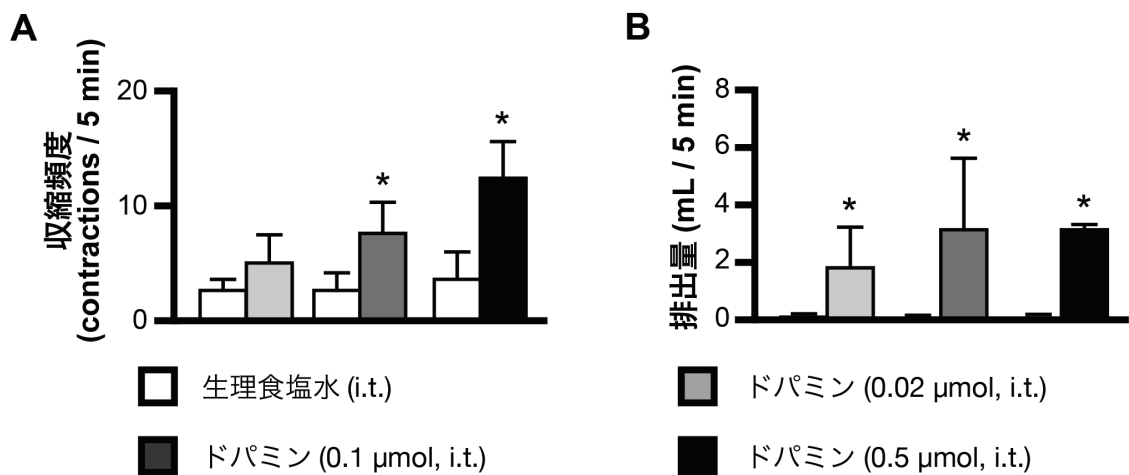 A
収縮頻度
(contractions / 5 min)
20
10
0
*
*
B
排出量 (mL / 5 min)
8
6
4
2
0
*
*
*
生理食塩水 (i.t.)
ドパミン (0.02 μmol, i.t.)
ドパミン (0.1 μmol, i.t.)
ドパミン (0.5 μmol, i.t.)